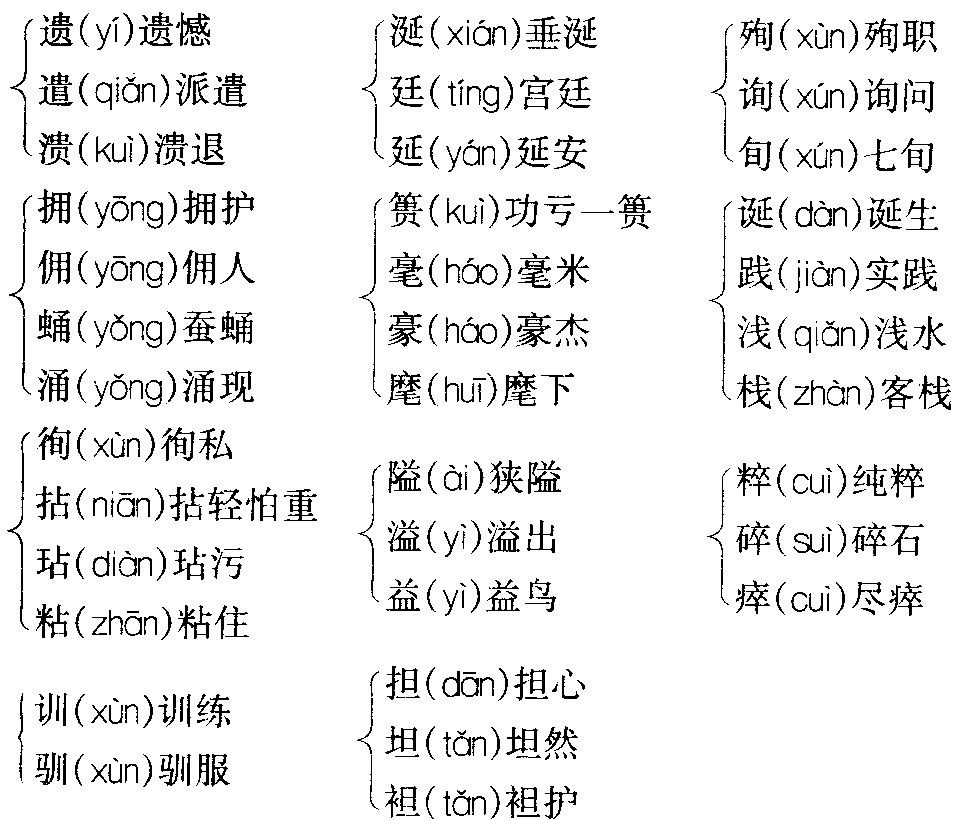 遗(yí)遗憾
遣(qiǎn)派遣
溃(kuì)溃退
涎(xián)垂涎
廷(tíng)宫廷
延(yán)延安
殉(xùn)殉职
询(xún)询问
旬(xún)七旬
拥(yōng)拥护
佣(yōng)佣人
蛹(yǒng)蚕蛹
涌(yǒng)涌现
篑(kuì)功亏一篑
毫(háo)毫米
豪(háo)豪杰
麾(huī)麾下
诞(dàn)诞生
践(jiàn)实践
浅(qiǎn)浅水
栈(zhàn)客栈
徇(xùn)徇私
拈(niān)拈轻怕重
玷(diàn)玷污
粘(zhān)粘住
隘(ài)狭隘
溢(yì)溢出
益(yì)益鸟
粹(cuì)纯粹
碎(suì)碎石
瘁(cuì)尽瘁
训(xùn)训练
驯(xùn)驯服
担(dān)担心
坦(tǎn)坦然
袒(tǎn)袒护